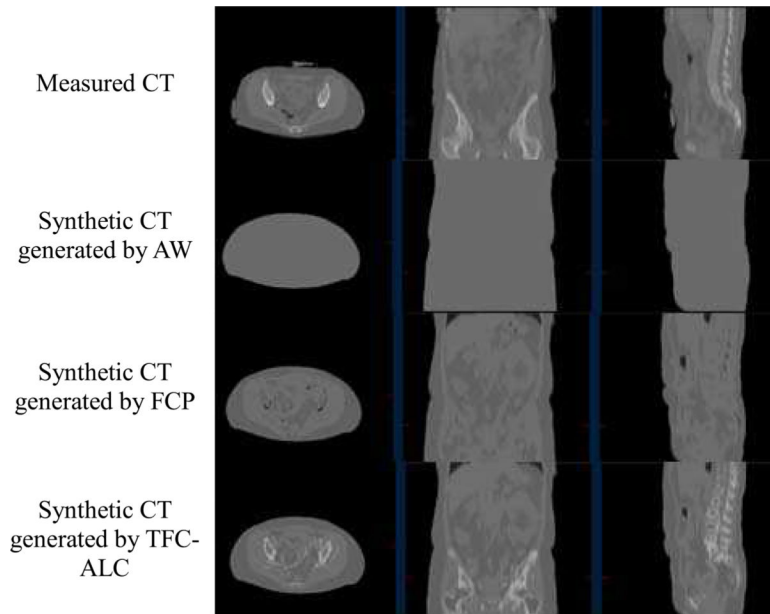 Measured CT
Synthetic CT
generated by AW
Synthetic CT
generated by FCP
Synthetic CT
generated by TFC-
ALC